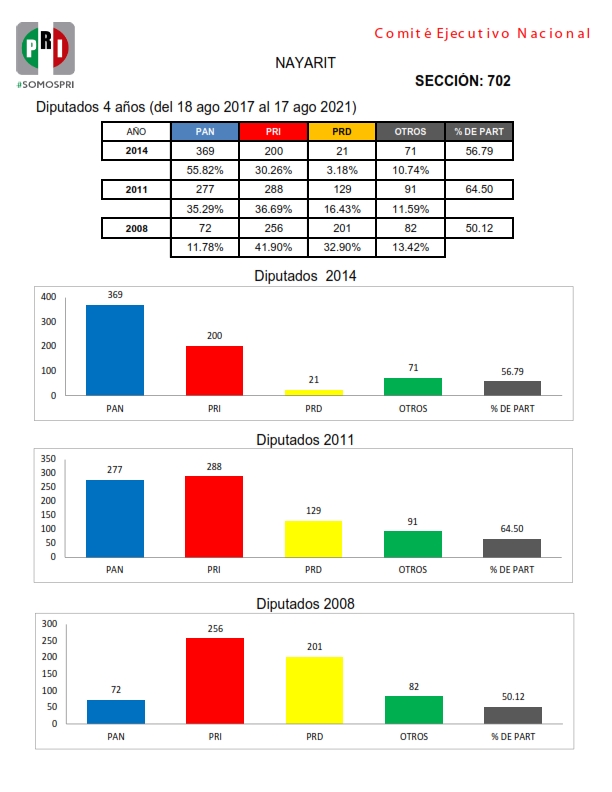 Comité Ejecutivo Nacional
PRI
#SOMOSPRI
NAYARIT
SECCIÓN: 702
Diputados 4 años (del 18 ago 2017 al 17 ago 2021)
AÑO PAN PRI PRD OTROS % DE PART
2014 369 200 21 71 56.79
55.82% 30.26% 3.18% 10.74%
2011 277 288 129 91 64.50
35.29% 36.69% 16.43% 11.59%
2008 72 256 201 82 50.12
11.78% 41.90% 32.90% 13.42%
Diputados 2014
400
300
200
100
0
369 200 21 71 56.79
PAN PRI PRD OTROS % DE PART
Diputados 2011
350
300
250
200
150
100
50
0
277 288 129 91 64.50
PAN PRI PRD OTROS % DE PART
Diputados 2008
300
250
200
150
100
50
0
72 256 201 82 50.12
PAN PRI PRD OTROS % DE PART